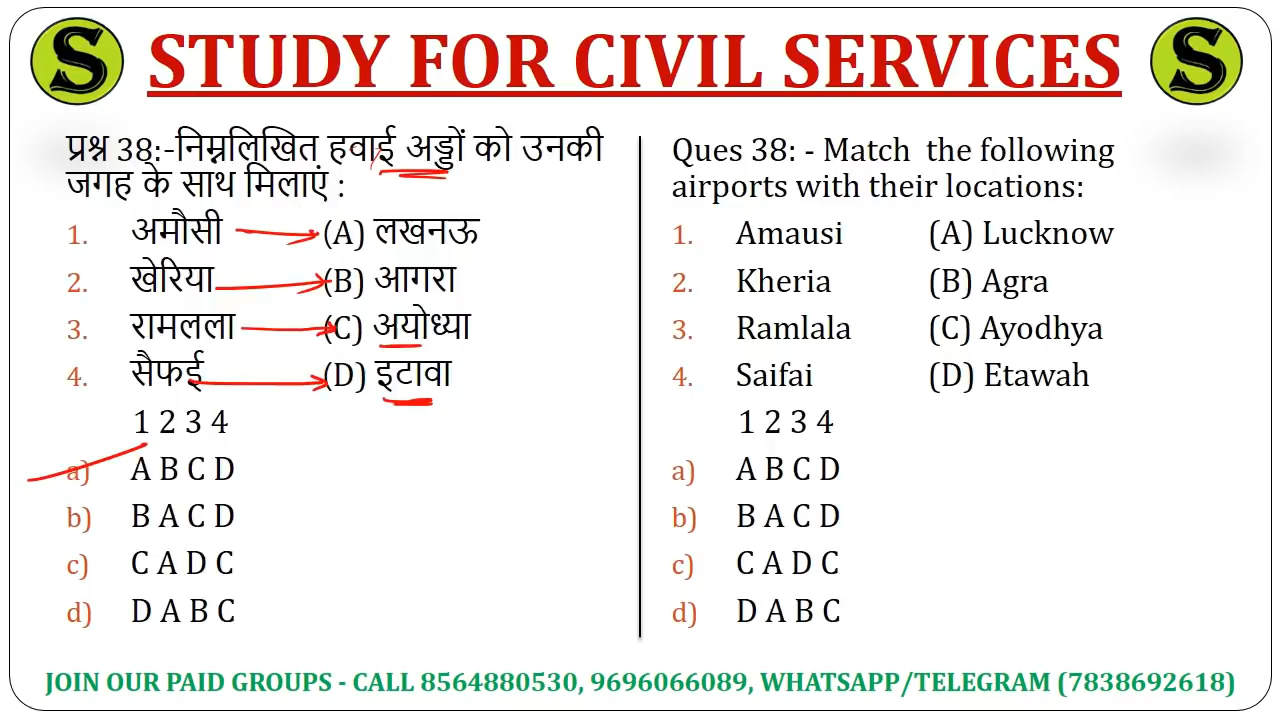 S STUDY FOR CIVIL SERVICES S
प्रश्न 38:-निम्नलिखित हवाई अड्डों को उनकी
जगह के साथ मिलाएं :
1. अमौसी (A) लखनऊ
2. खेरिया (B) आगरा
3. रामलला (C) अयोध्या
4. सैफई (D) इटावा
1 2 3 4
a) A B C D
b) B A C D
c) C A D C
d) D A B C
Ques 38: - Match the following
airports with their locations:
1. Amausi (A) Lucknow
2. Kheria (B) Agra
3. Ramlala (C) Ayodhya
4. Saifai (D) Etawah
1 2 3 4
a) A B C D
b) B A C D
c) C A D C
d) D A B C
JOIN OUR PAID GROUPS - CALL 8564880530, 9696066089, WHATSAPP/TELEGRAM (7838692618)